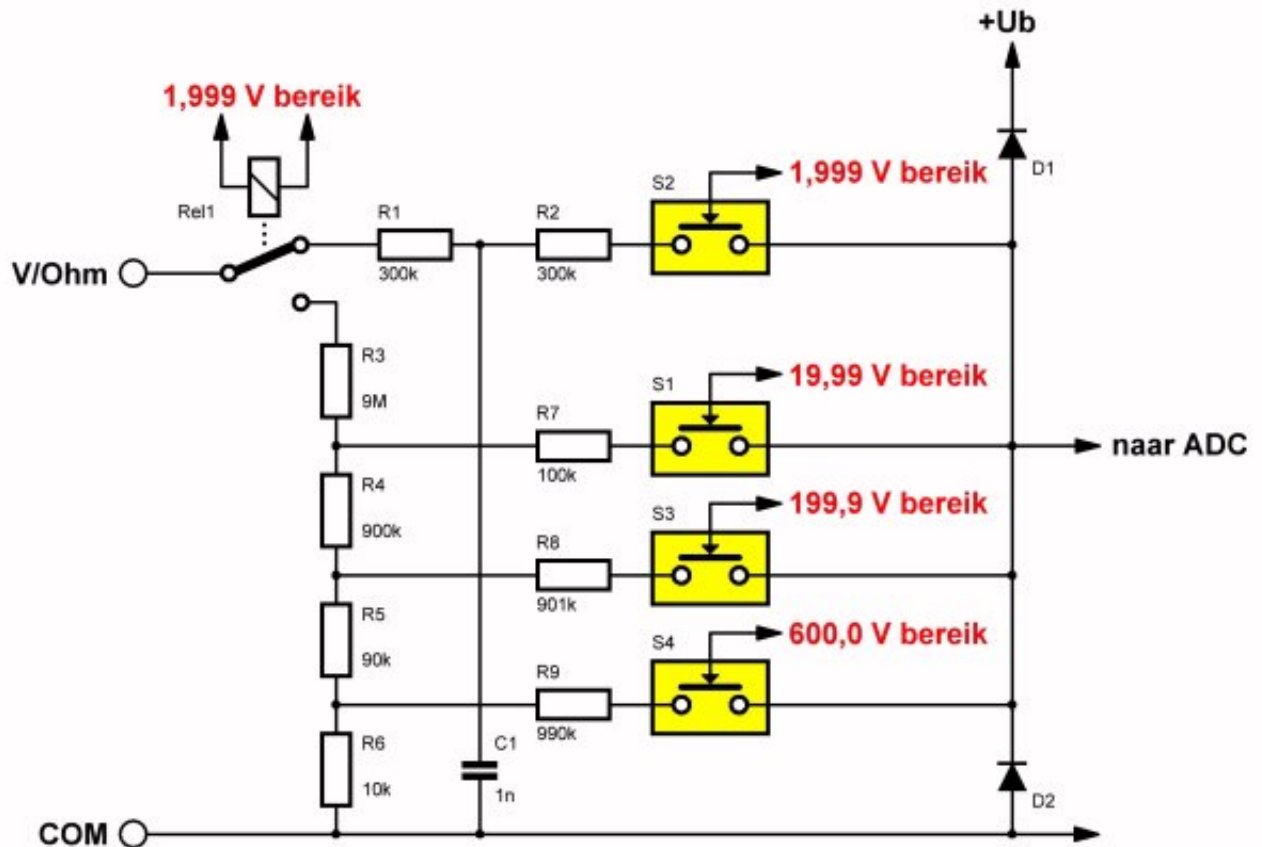 +Ub
1,999 V bereik
D1
1,999 V bereik
S2
Rel1
R1
R2
300k
300k
V/Ohm
R3
9M
S1
19,99 V bereik
R7
100k
naar ADC
R4
900k
S3
199,9 V bereik
R8
901k
R5
90k
S4
600,0 V bereik
R9
990k
R6
10k
C1
1n
D2
COM